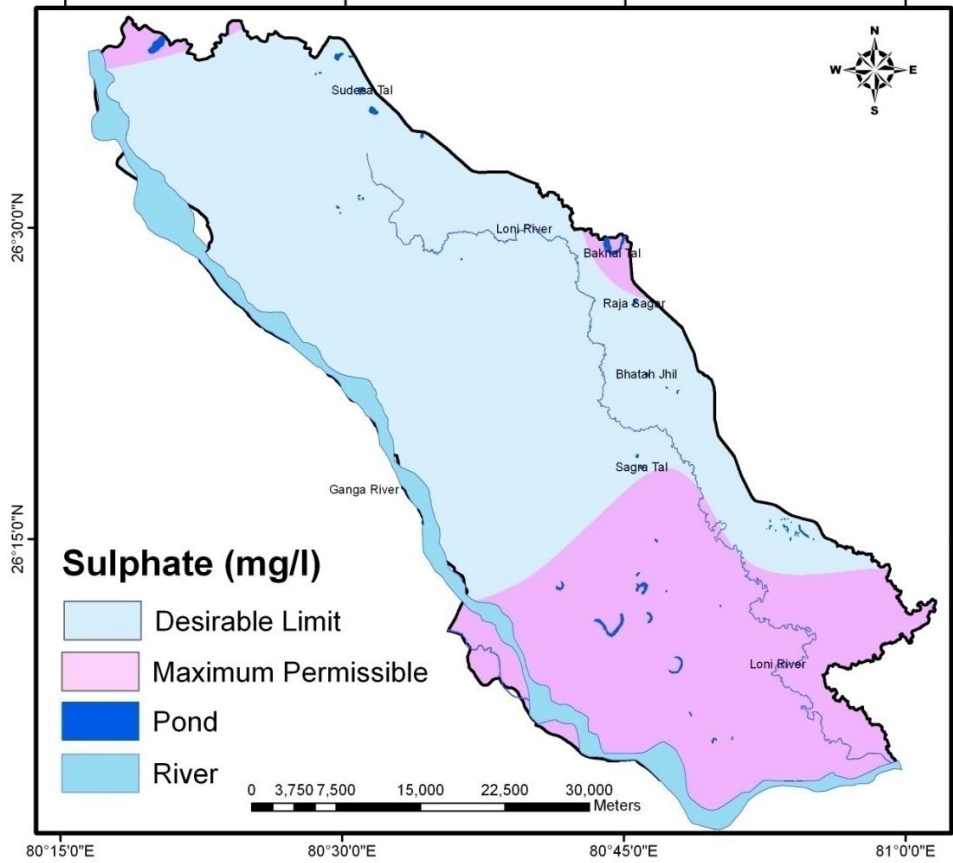 N
W E
S
Sudesa Tal
26°30'0"N
Loni River
Baknai Tal
Raja Sagar
Bhatah Jhil
Sagra Tal
Ganga River
26°15'0"N
Sulphate (mg/l)
Desirable Limit
Maximum Permissible
Loni River
Pond
River
0 3,750 7,500 15,000 22,500 30,000
Meters
80°15'0"E 80°30'0"E 80°45'0"E 81°0'0"E